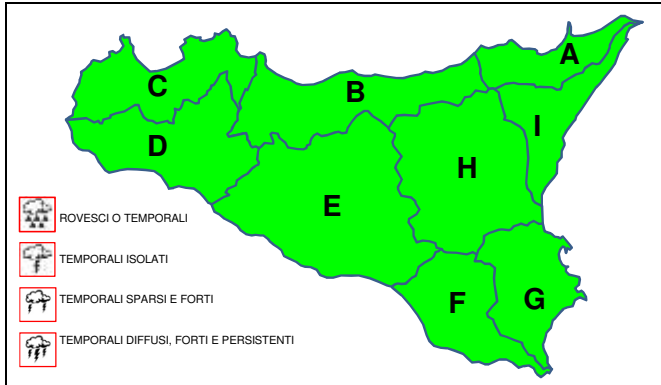 A
B
C
I
D
H
E
F
G
ROVESCI O TEMPORALI
TEMPORALI ISOLATI
TEMPORALI SPARSI E FORTI
TEMPORALI DIFFUSI, FORTI E PERSISTENTI